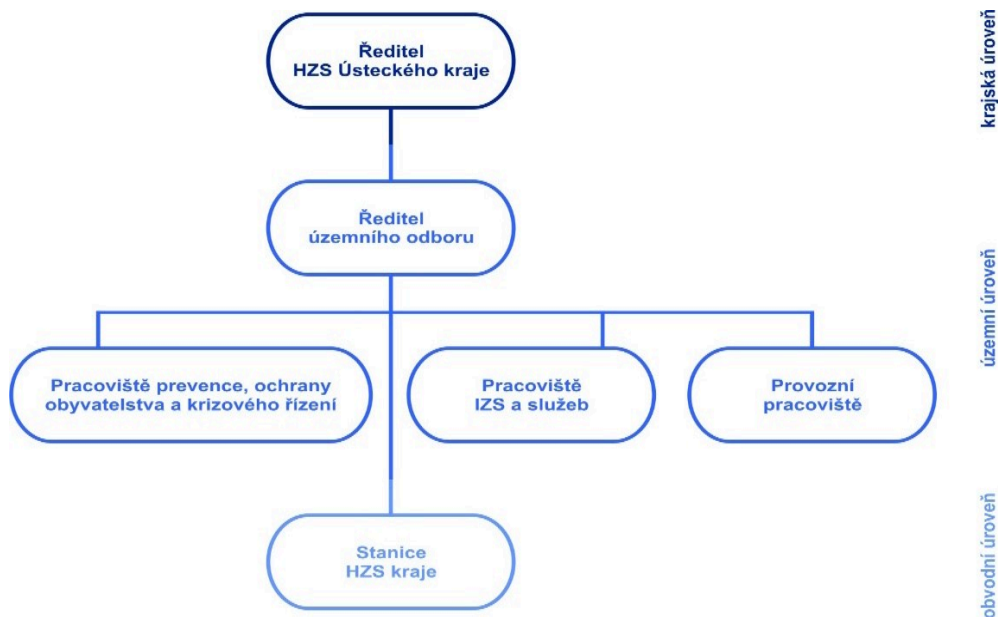 Ředitel
HZS Ústeckého kraje
krajská úroveň
Ředitel
územního odboru
územní úroveň
Pracoviště prevence, ochrany
obyvatelstva a krizového řízení
Pracoviště
IZS a služeb
Provozní
pracoviště
Stanice
HZS kraje
obvodní úroveň